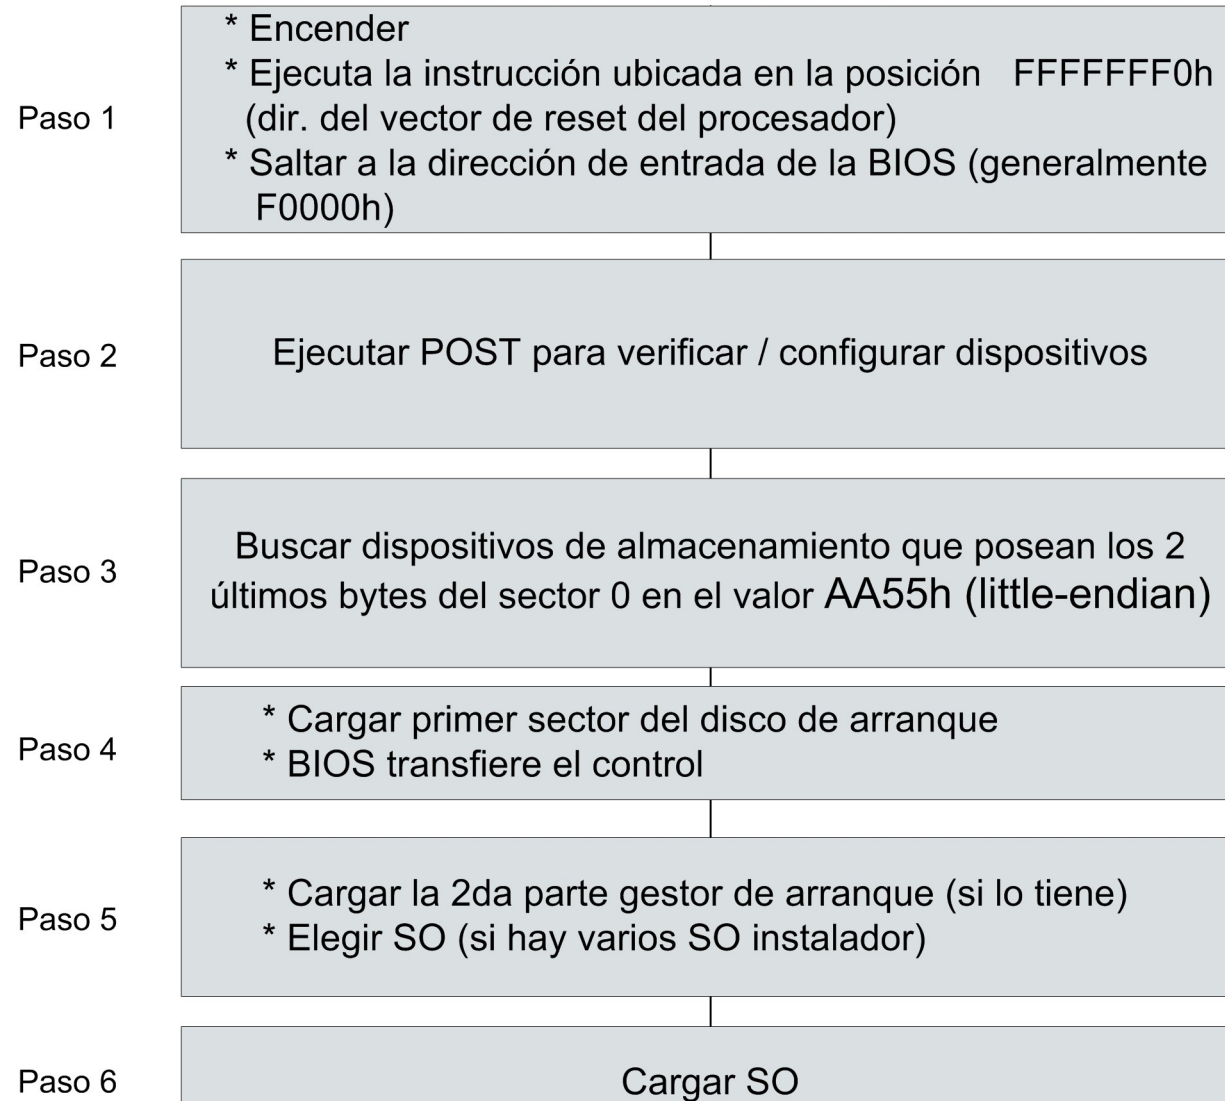 Paso 1
* Encender
* Ejecuta la instrucción ubicada en la posición FFFFFFF0h
(dir. del vector de reset del procesador)
* Saltar a la dirección de entrada de la BIOS (generalmente
F0000h)
Paso 2
Ejecutar POST para verificar / configurar dispositivos
Paso 3
Buscar dispositivos de almacenamiento que posean los 2
últimos bytes del sector 0 en el valor AA55h (little-endian)
Paso 4
* Cargar primer sector del disco de arranque
* BIOS transfiere el control
Paso 5
* Cargar la 2da parte gestor de arranque (si lo tiene)
* Elegir SO (si hay varios SO instalador)
Paso 6
Cargar SO